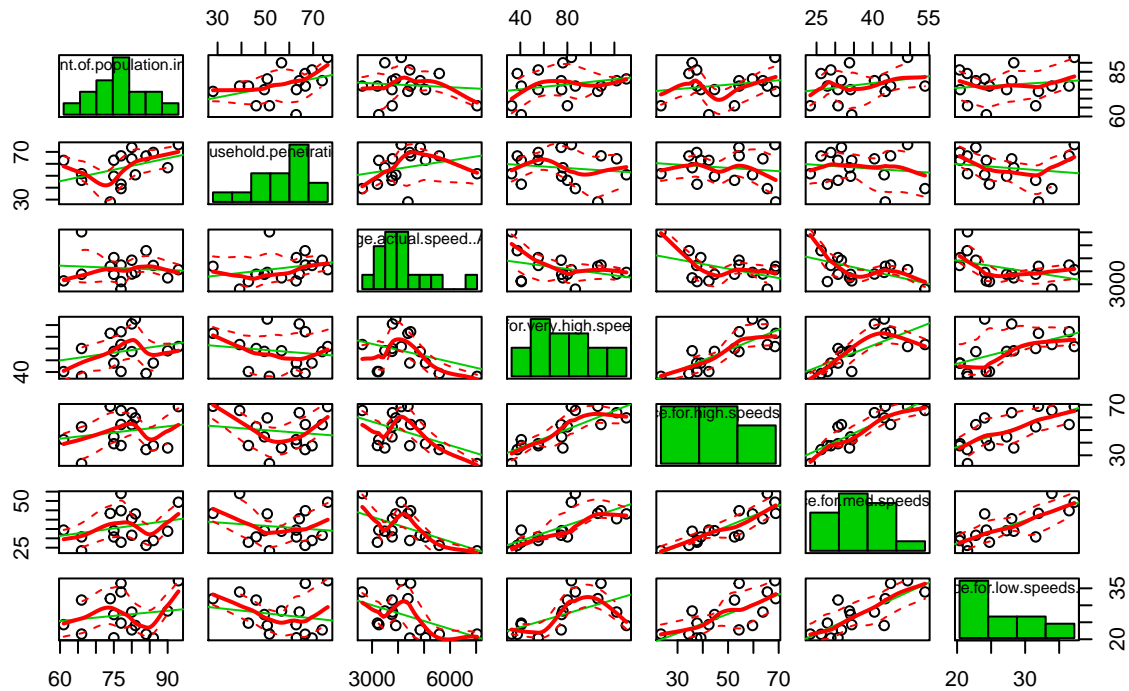 30 50 70
40 80
25 40 55
nt.of.population.in
60 85
30 70
usehold.penetrati
ge.actual.speed..
3000
40
for.very.high.spee
e.for.high.speeds
30 70
25 50
e.for.med.speeds
e.for.low.speeds.
20 35
60 75 90
3000 6000
30 50 70
20 30